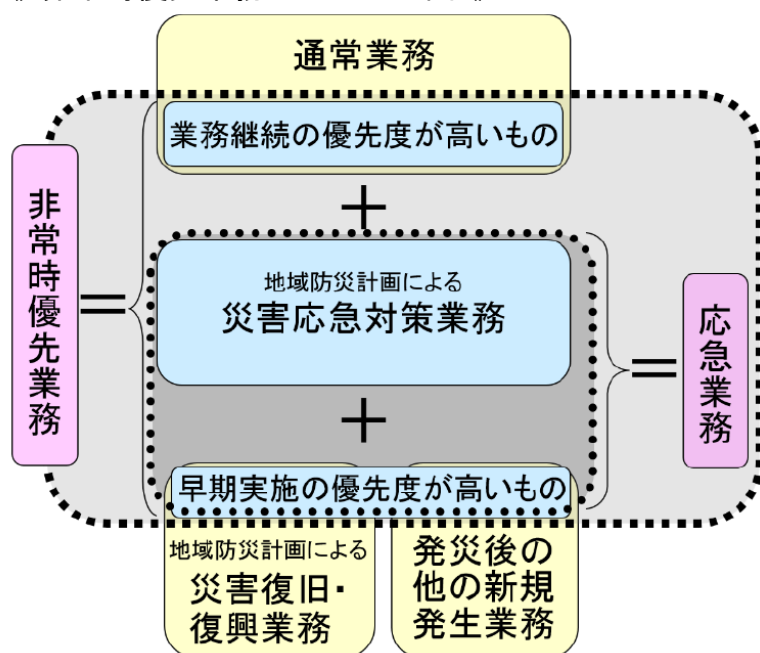 通常業務
業務継続の優先度が高いもの
＋
非常時優先業務
＝
地域防災計画による
災害応急対策業務
＝
応急業務
＋
早期実施の優先度が高いもの
地域防災計画による
災害復旧・
復興業務
発災後の
他の新規
発生業務